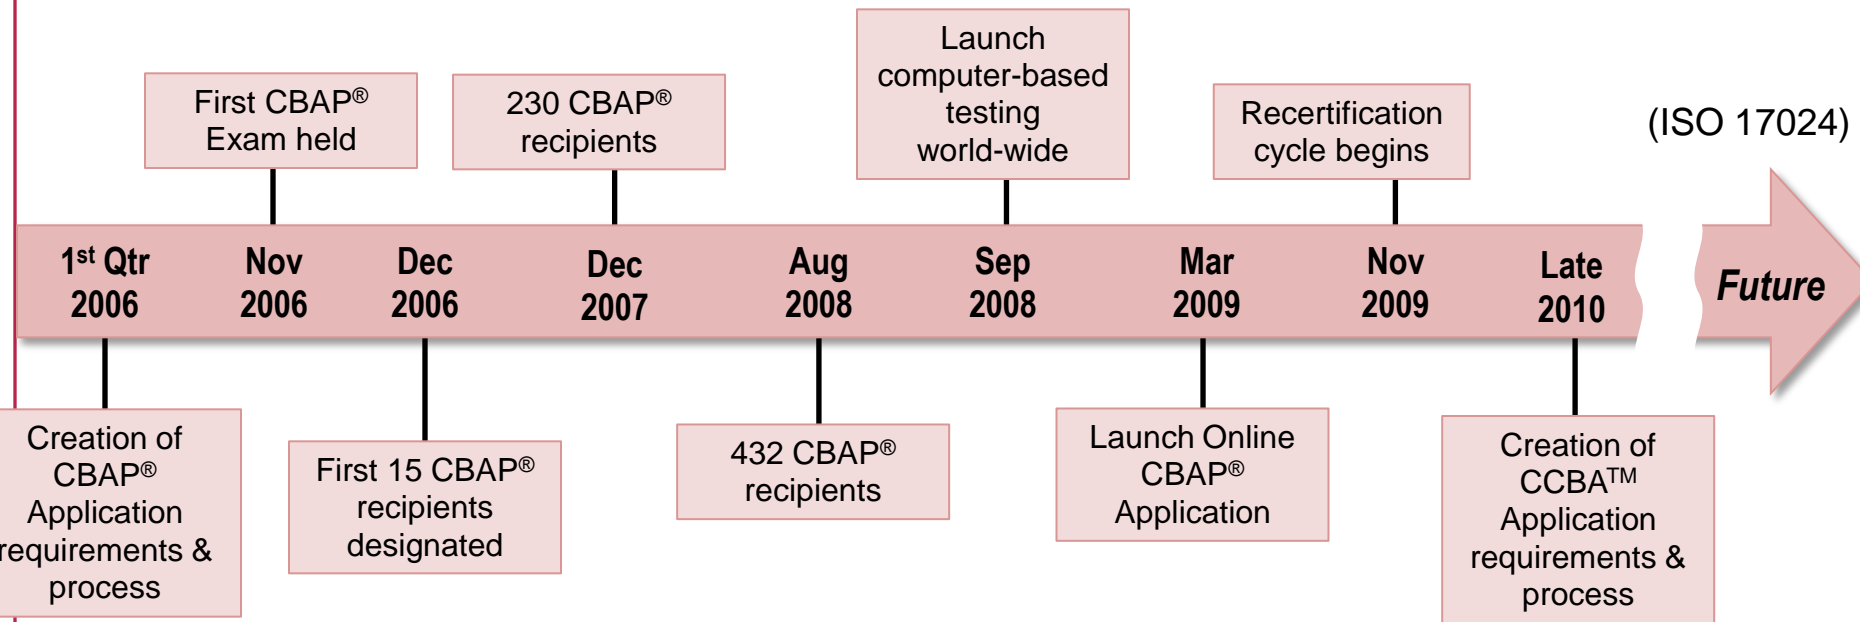 First CBAP®
Exam held
230 CBAP®
recipients
Launch
computer-based
testing
world-wide
Recertification
cycle begins
(ISO 17024)
1st Qtr
2006
Nov
2006
Dec
2006
Dec
2007
Aug
2008
Sep
2008
Mar
2009
Nov
2009
Late
2010
Future
Creation of
CBAP®
Application
requirements &
process
First 15 CBAP®
recipients
designated
432 CBAP®
recipients
Launch Online
CBAP®
Application
Creation of
CCBA™
Application
requirements &
process